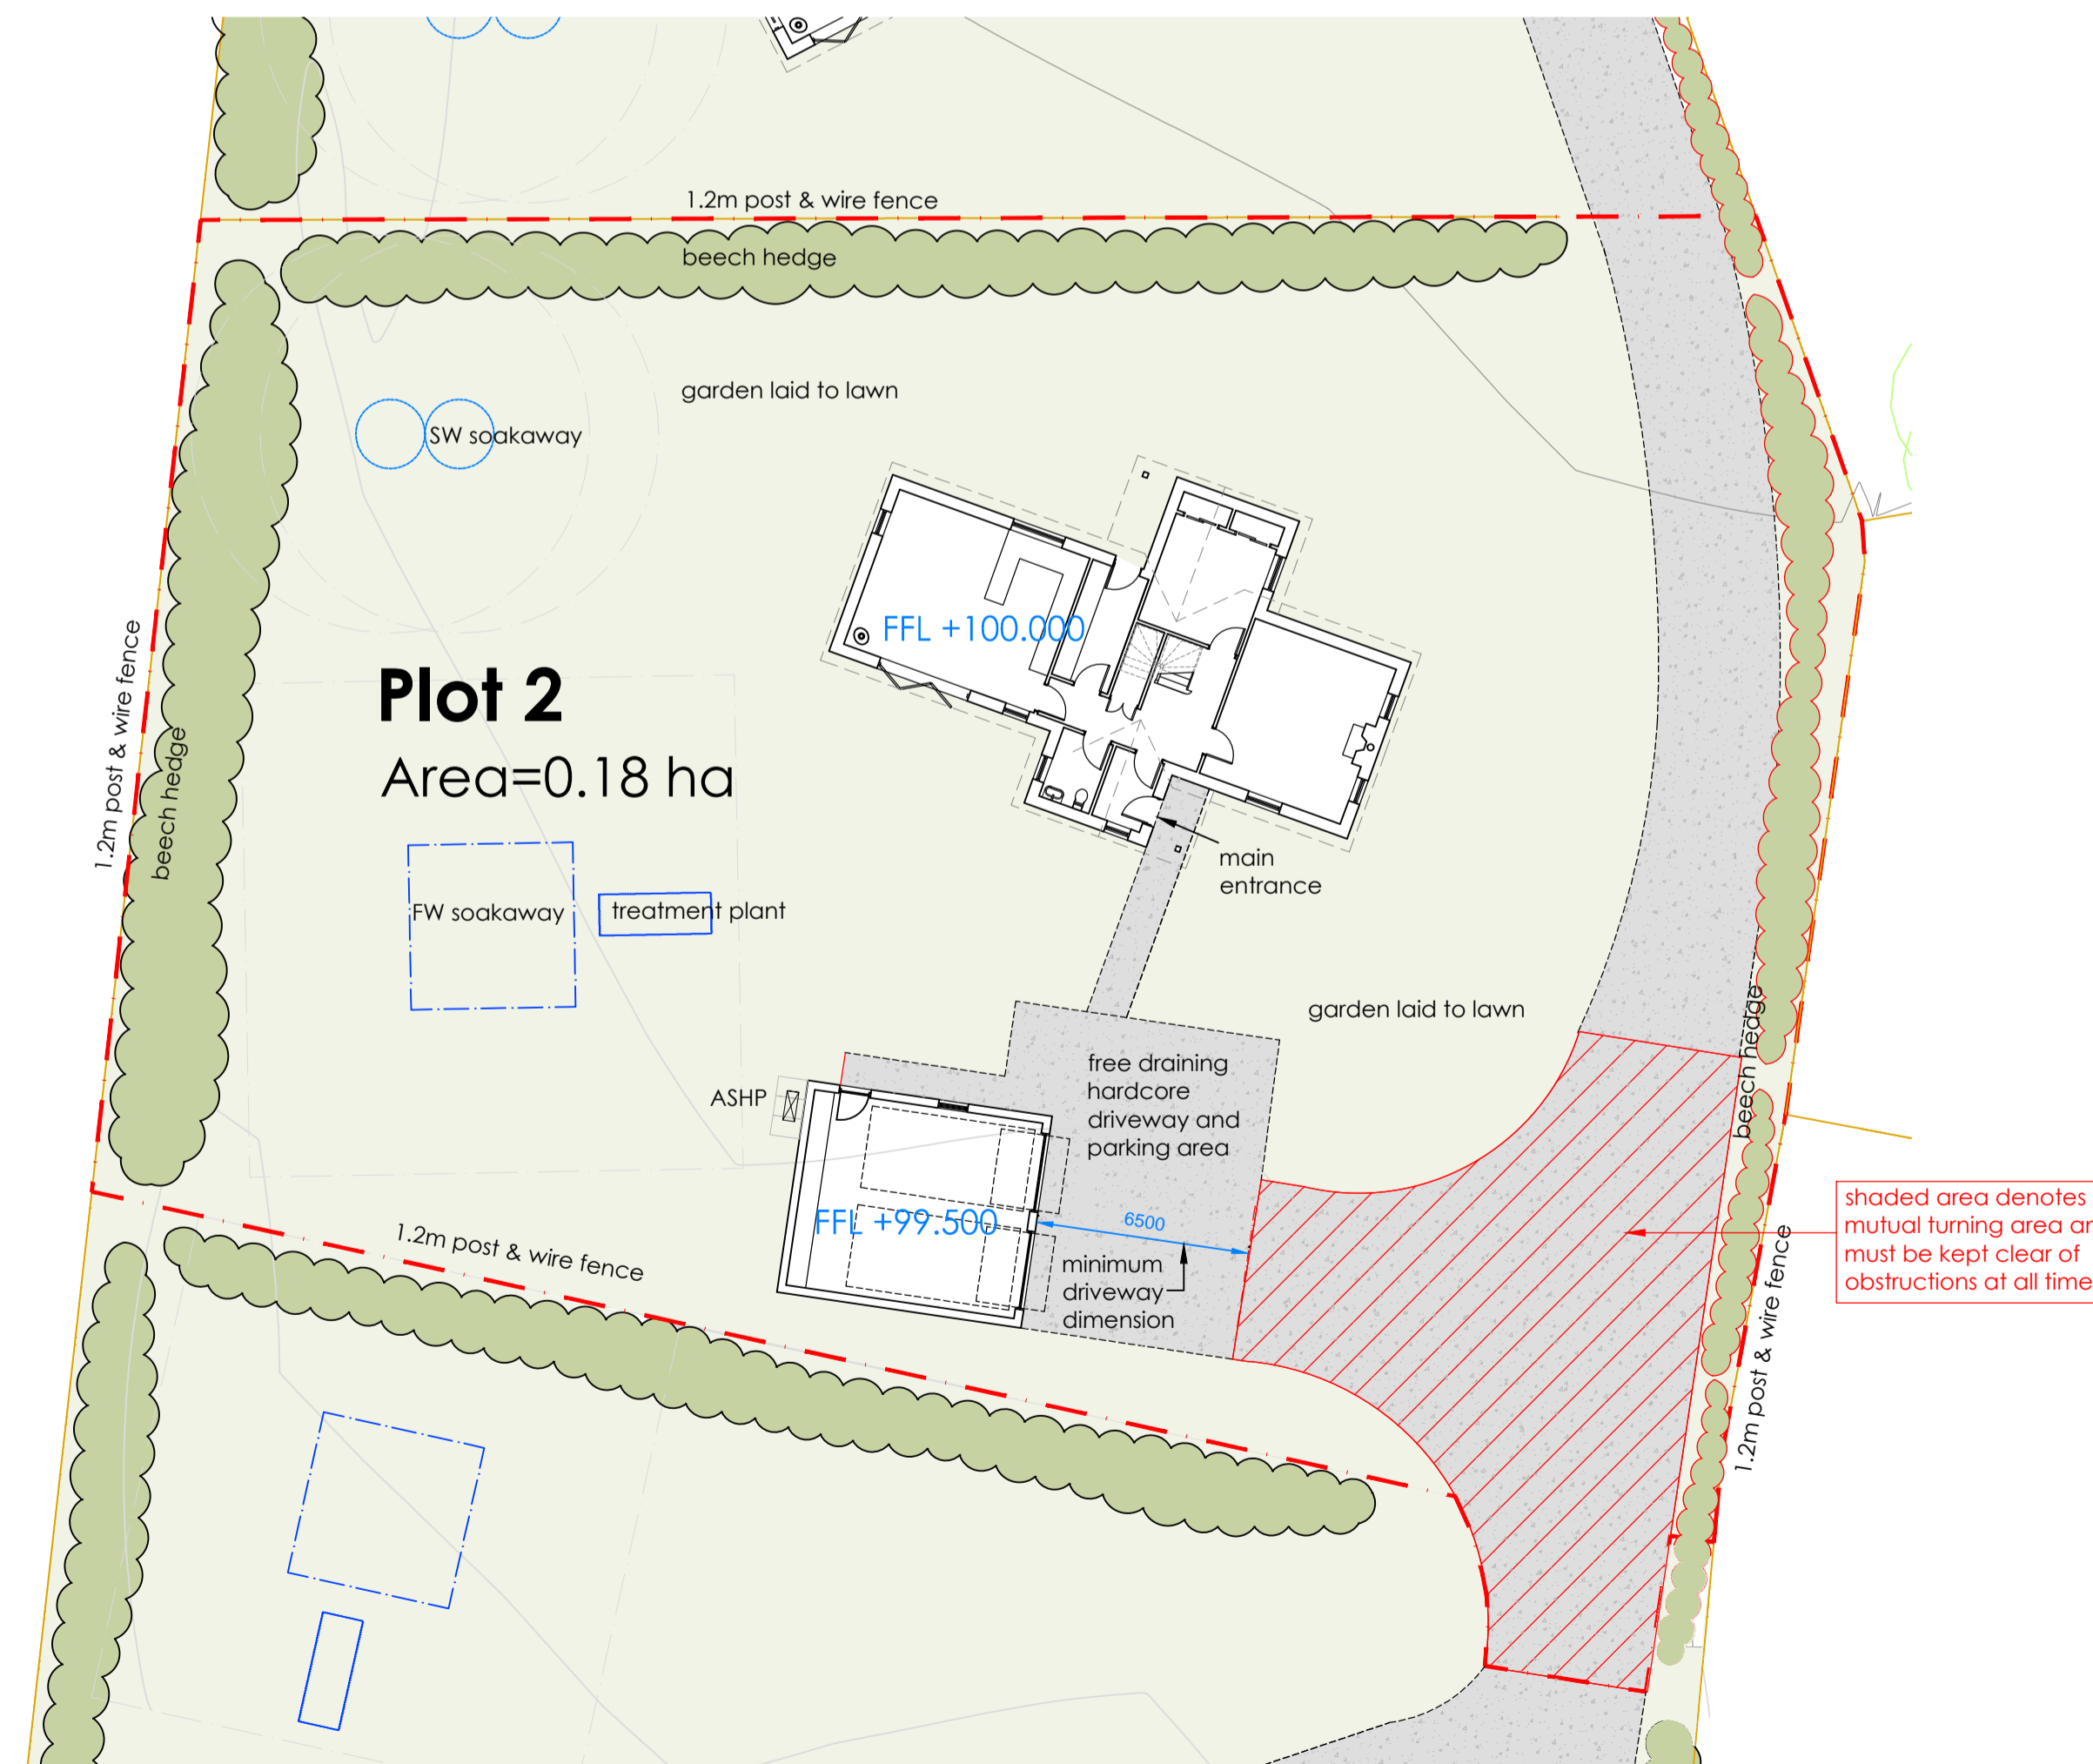 1.2m post & wire fence
beech hedge
garden laid to lawn
SW soakaway
FFL +100.000
1.2m post & wire fence
beech hedge
Plot 2
Area=0.18 ha
main
entrance
FW soakaway
treatment plant
garden laid to lawn
beech hedge
free draining
hardcore
driveway and
parking area
ASHP
FFL +99.500
6500
minimum
driveway
dimension
1.2m post & wire fence
shaded area denotes
mutual turning area ar
must be kept clear of
obstructions at all time
1.2m post & wire fence